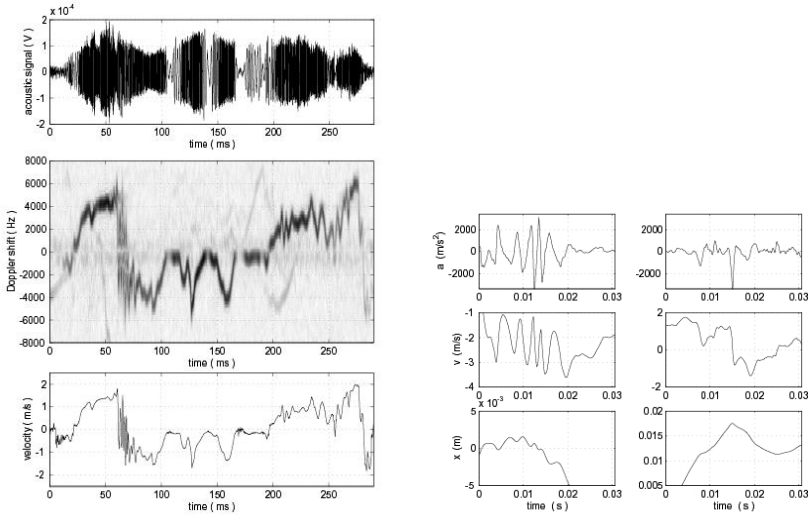 x 10⁻⁴
2
1
0
-1
-2
acoustic signal ( V )
0 50 100 150 200 250
time ( ms )
8000
6000
4000
2000
0
-2000
-4000
-6000
-8000
Doppler shift ( Hz )
0 50 100 150 200 250
time ( ms )
2
1
0
-1
-2
velocity ( m/s )
0 50 100 150 200 250
time ( ms )
2000
0
-2000
a (m/s²)
0 0.01 0.02 0.03
2000
0
-2000
0 0.01 0.02 0.03
-1
-2
-3
-4
v (m/s)
0 0.01 0.02 0.03
2
0
-2
0 0.01 0.02 0.03
x 10⁻³
5
0
-5
x (m)
0 0.01 0.02 0.03
time (s)
0.02
0.015
0.01
0.005
0 0.01 0.02 0.03
time (s)